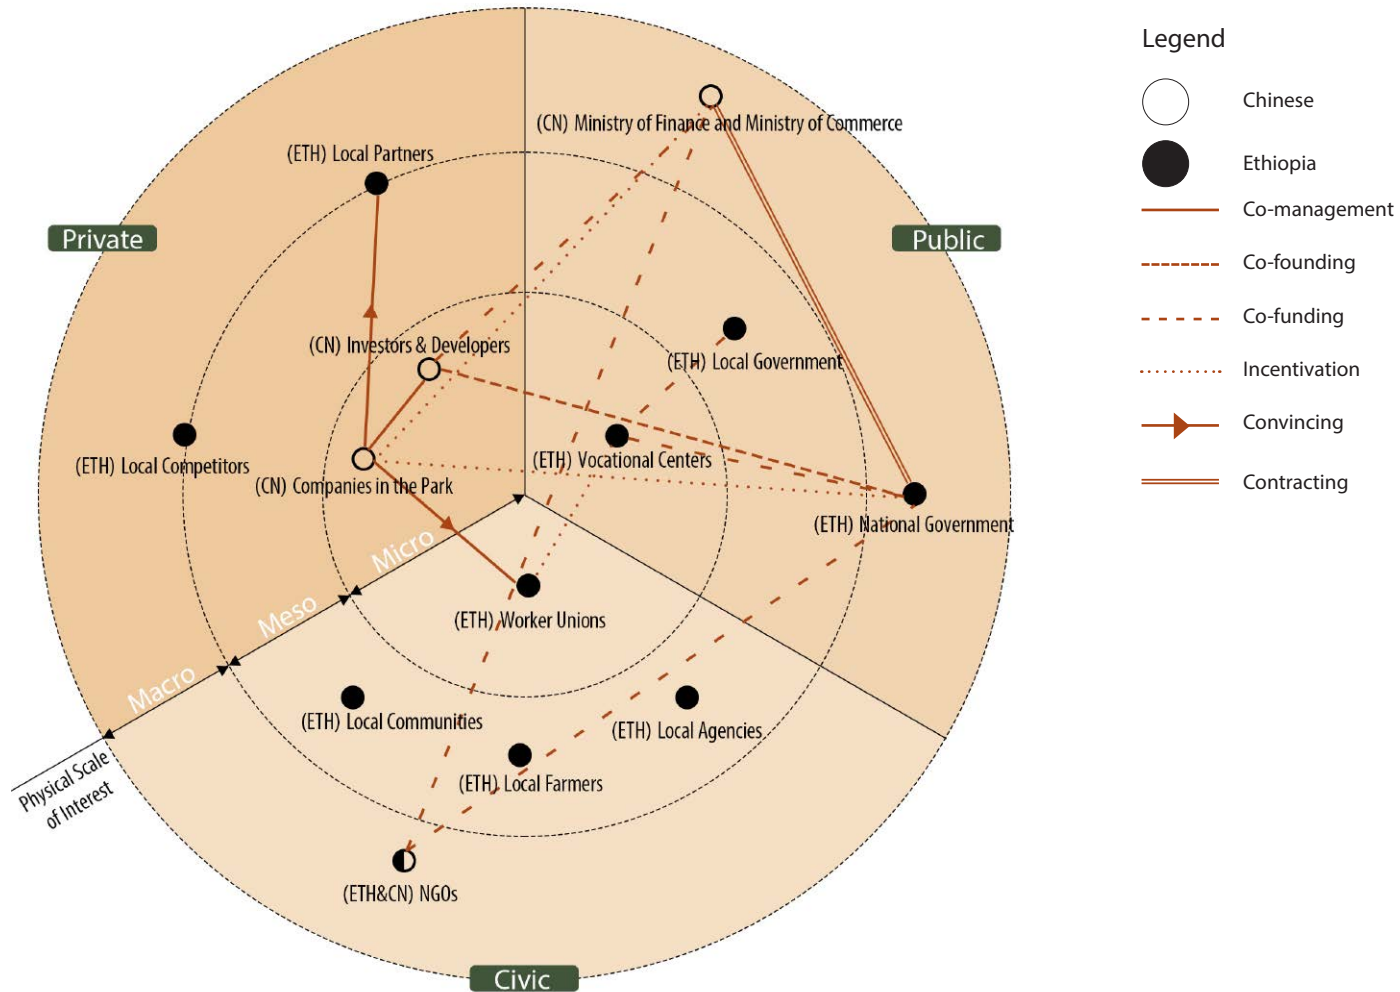 Legend
Chinese
Ethiopia
Co-management
Co-founding
Co-funding
Incentivation
Convincing
Contracting
(CN) Ministry of Finance and Ministry of Commerce
(ETH) Local Partners
Private
Public
(CN) Investors & Developers
(ETH) Local Government
(ETH) Local Competitors
(ETH) Vocational Centers
(CN) Companies in the Park
(ETH) National Government
Micro
Meso
Macro
(ETH) Worker Unions
(ETH) Local Communities
(ETH) Local Agencies
(ETH) Local Farmers
Physical Scale
of Interest
(ETH&CN) NGOs
Civic